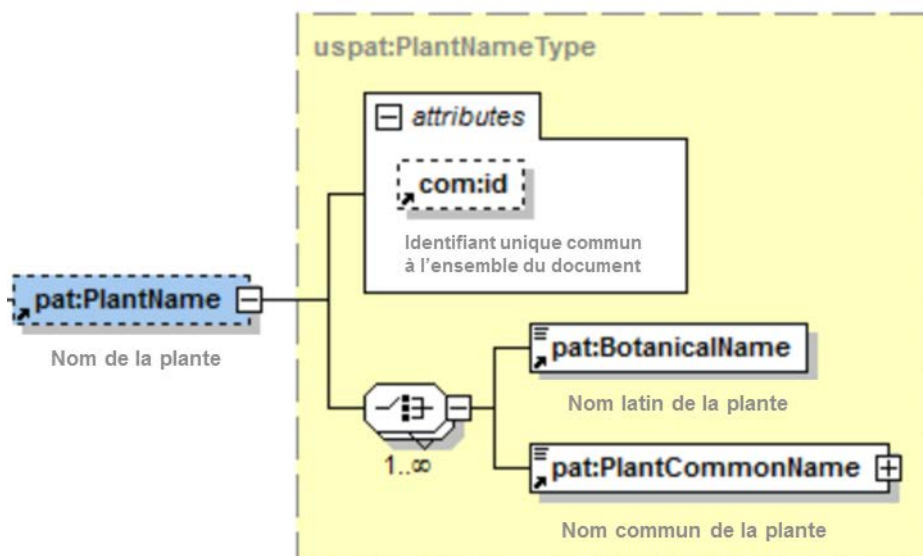 uspat:PlantNameType
attributes
com:id
Identifiant unique commun
à l'ensemble du document
pat:PlantName
Nom de la plante
pat:BotanicalName
Nom latin de la plante
1..∞
pat:PlantCommonName
Nom commun de la plante